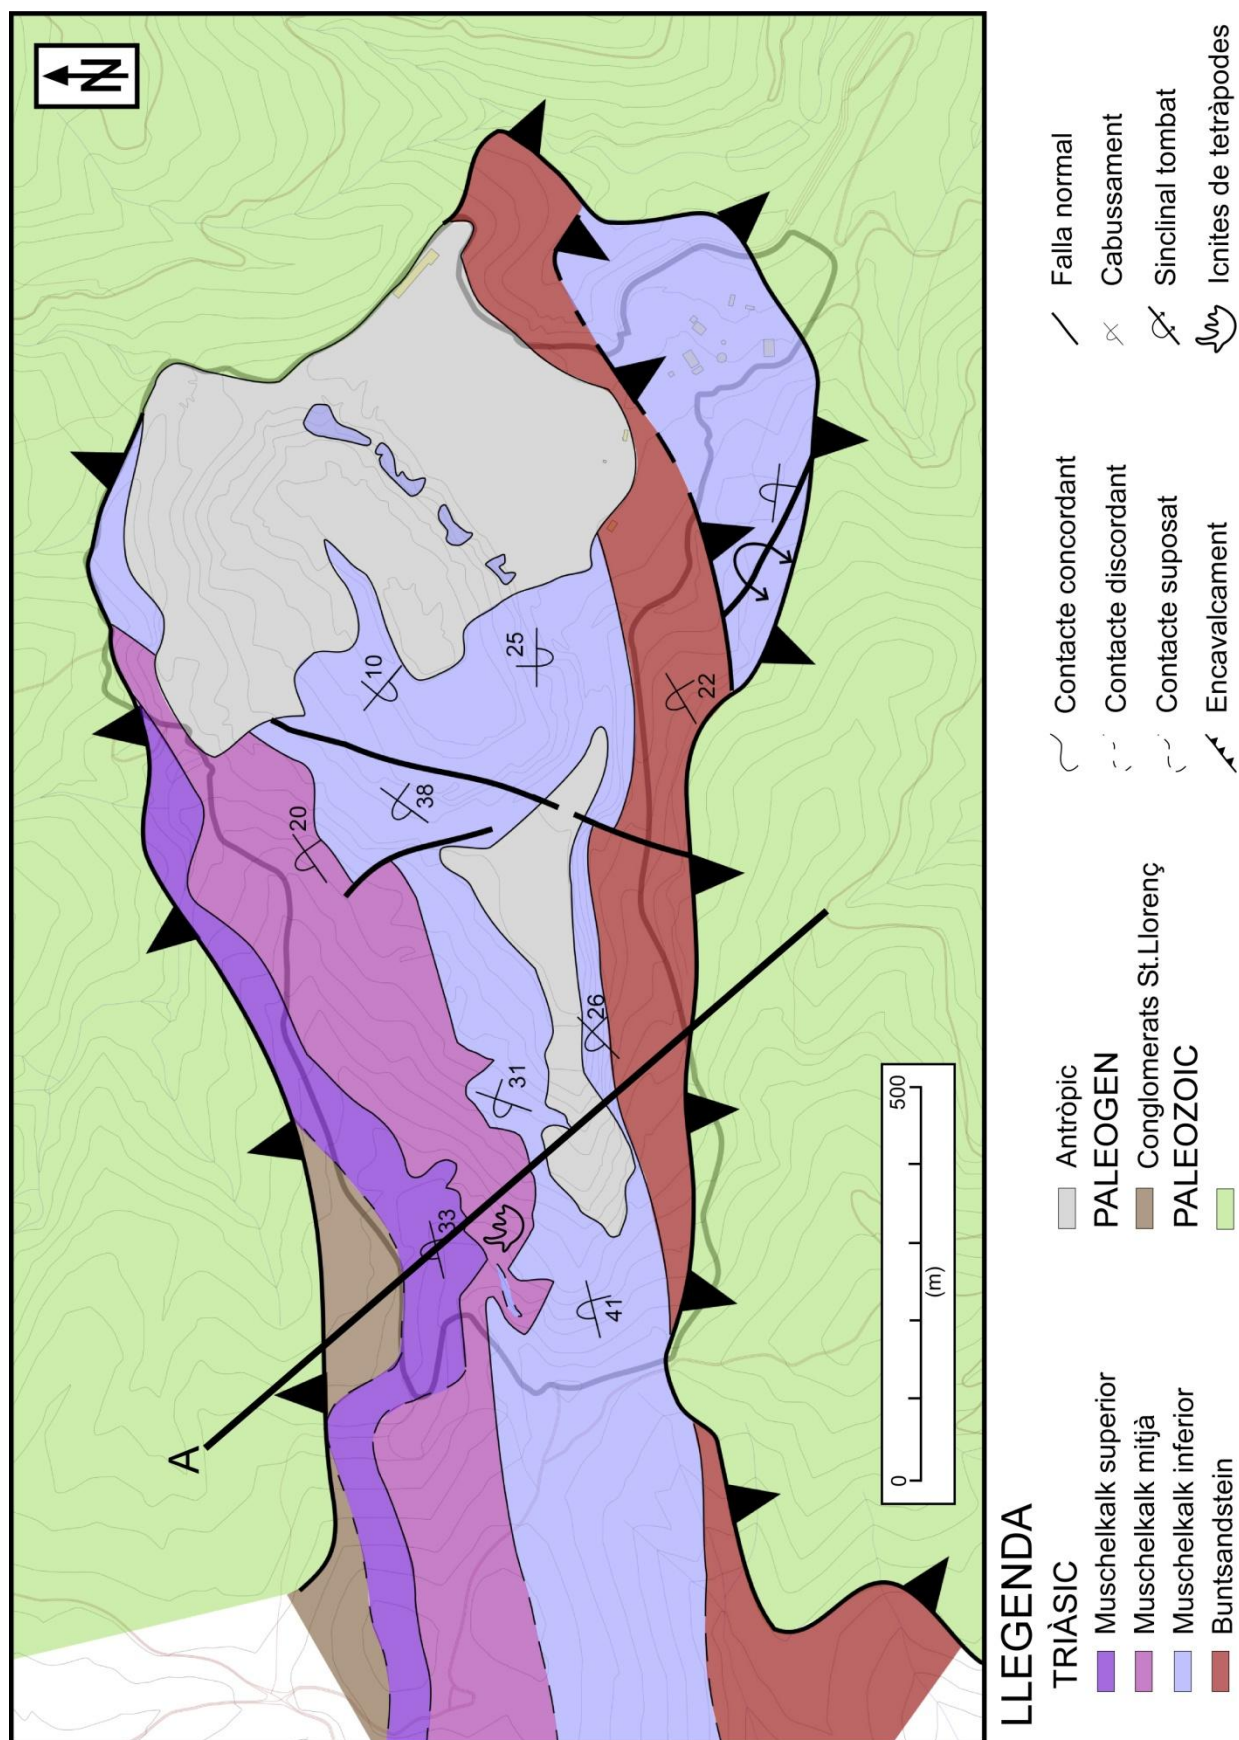 N
A
10
20
38
25
33
31
22
26
41
0
500
(m)
LLEGENDA
TRIÀSIC
Muschelkalk superior
Muschelkalk mitjà
Muschelkalk inferior
Buntsandstein
Antròpic
PALEOGEN
Conglomerats St.Llorenç
PALEOZOIC
Contacte concordant
Contacte discordant
Contacte suposat
Encavalcament
Falla normal
Cabussament
Sinclinal tombat
Icnites de tetràpodes